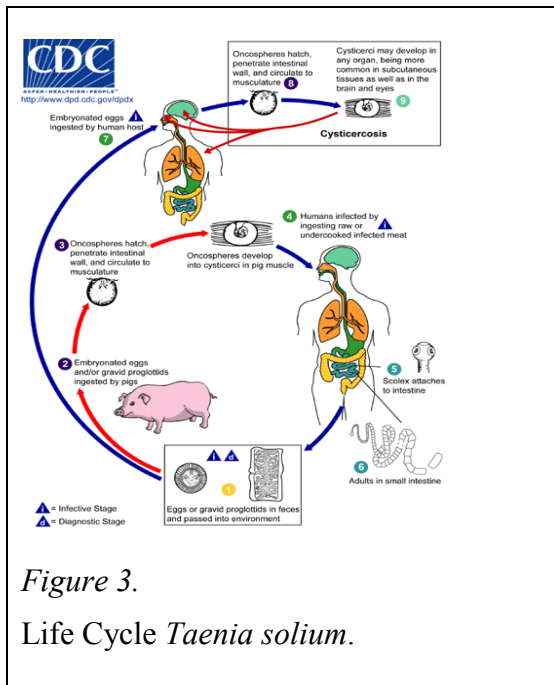 CDC
SAFER•HEALTHIER•PEOPLE™
http://www.dpd.cdc.gov/dpdx
Oncospheres hatch,
penetrate intestinal
wall, and circulate to
musculature 8
Cysticerci may develop in
any organ, being more
common in subcutaneous
tissues as well as in the
brain and eyes
9
Cysticercosis
Embryonated eggs
ingested by human host
i
7
3 Oncospheres hatch,
penetrate intestinal
wall, and circulate to
musculature
Oncospheres develop
into cysticerci in pig muscle
4 Humans infected by
ingesting raw or
undercooked infected meat
i
2 Embryonated eggs
and/or gravid proglottids
ingested by pigs
5
Scolex attaches
to intestine
6
Adults in small intestine
i d
1
Eggs or gravid proglottids in feces
and passed into environment
i = Infective Stage
d = Diagnostic Stage
Figure 3.
Life Cycle Taenia solium.